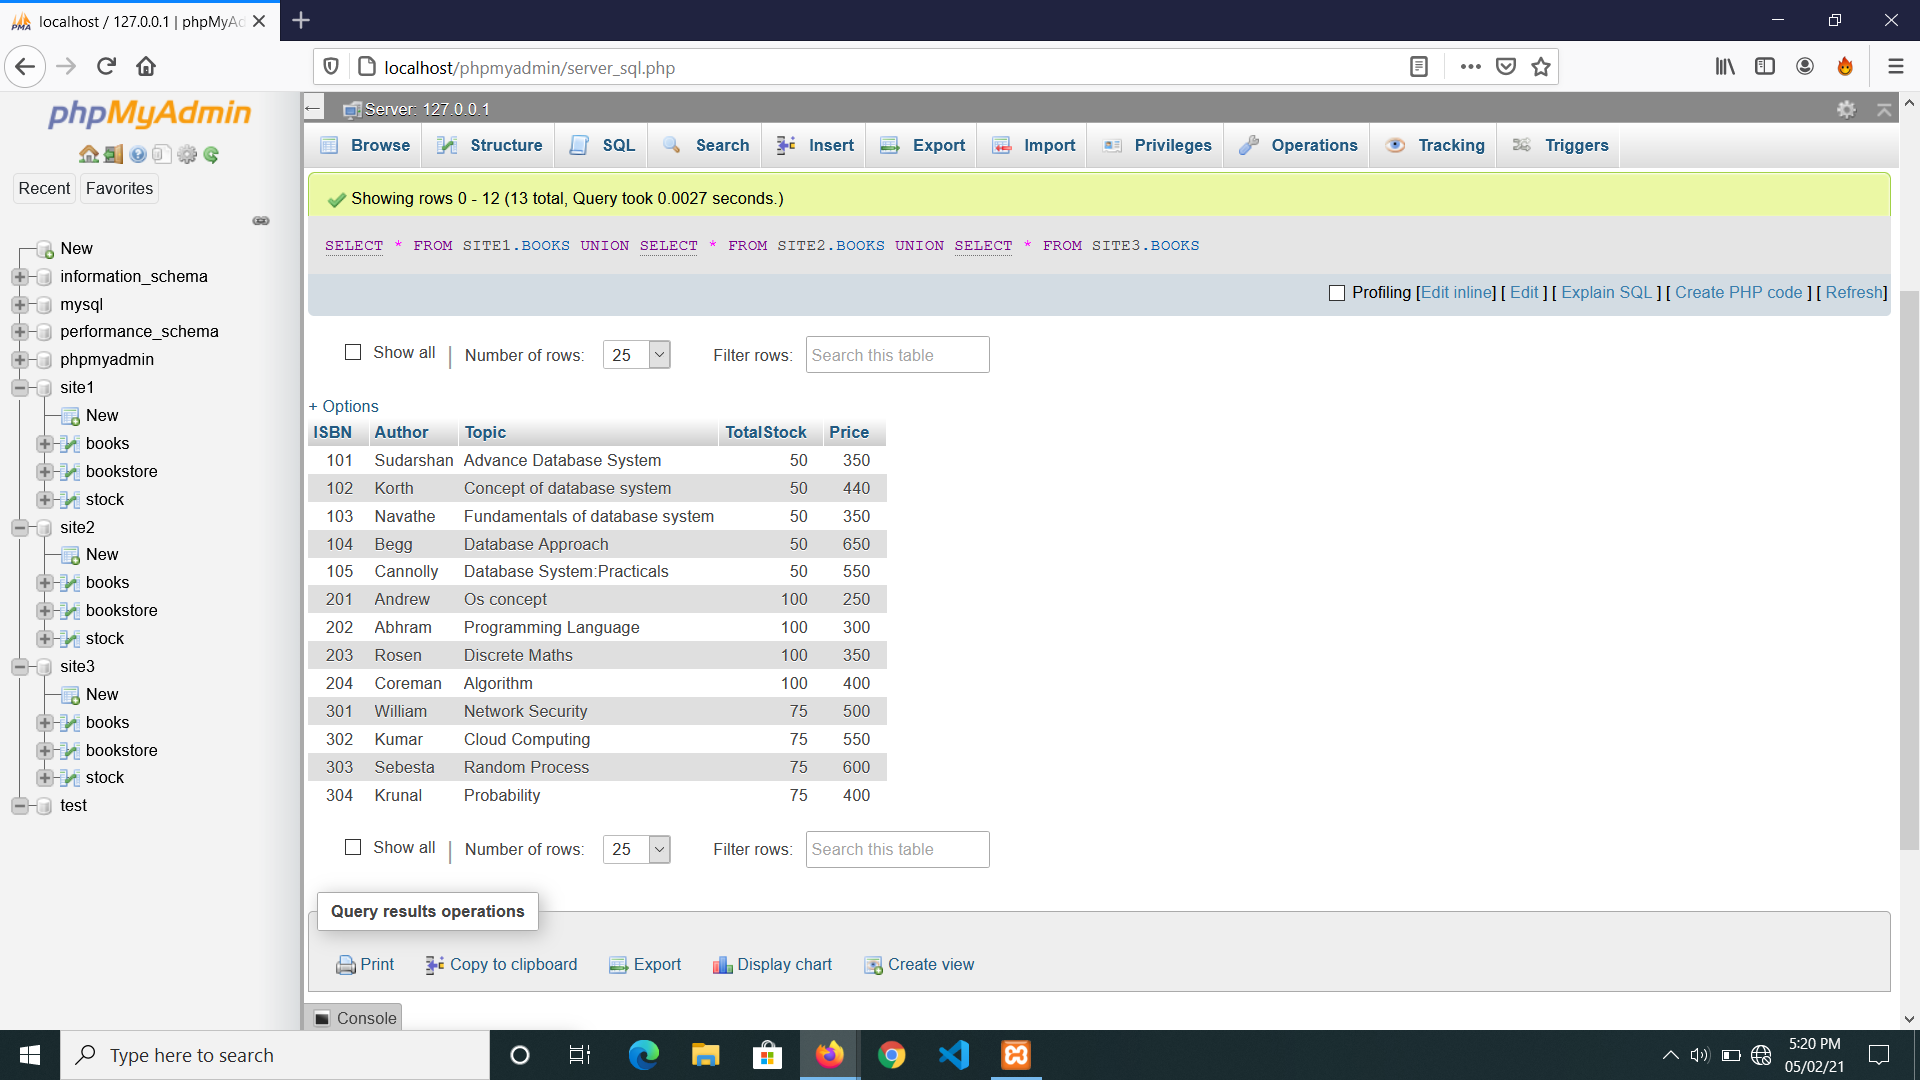 localhost / 127.0.0.1 | phpMyAd
localhost/phpmyadmin/server_sql.php
phpMyAdmin
Recent Favorites
New
information_schema
mysql
performance_schema
phpmyadmin
site1
New
books
bookstore
stock
site2
New
books
bookstore
stock
site3
New
books
bookstore
stock
test
Server: 127.0.0.1
Browse Structure SQL Search Insert Export Import Privileges Operations Tracking Triggers
Showing rows 0 - 12 (13 total, Query took 0.0027 seconds.)
SELECT * FROM SITE1.BOOKS UNION SELECT * FROM SITE2.BOOKS UNION SELECT * FROM SITE3.BOOKS
Profiling [Edit inline] [ Edit ] [ Explain SQL ] [ Create PHP code ] [ Refresh]
Show all | Number of rows: 25 Filter rows: Search this table
+ Options
ISBN Author Topic TotalStock Price
101 Sudarshan Advance Database System 50 350
102 Korth Concept of database system 50 440
103 Navathe Fundamentals of database system 50 350
104 Begg Database Approach 50 650
105 Cannolly Database System:Practicals 50 550
201 Andrew Os concept 100 250
202 Abhram Programming Language 100 300
203 Rosen Discrete Maths 100 350
204 Coreman Algorithm 100 400
301 William Network Security 75 500
302 Kumar Cloud Computing 75 550
303 Sebesta Random Process 75 600
304 Krunal Probability 75 400
Show all | Number of rows: 25 Filter rows: Search this table
Query results operations
Print Copy to clipboard Export Display chart Create view
Console
Type here to search
5:20 PM
05/02/21